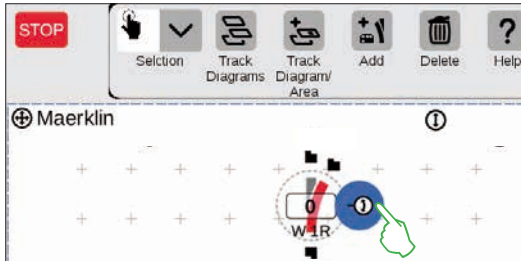 STOP
Selction
Track Diagrams
Track Diagram/ Area
Add
Delete
? Help
Maerklin
0
W 1R